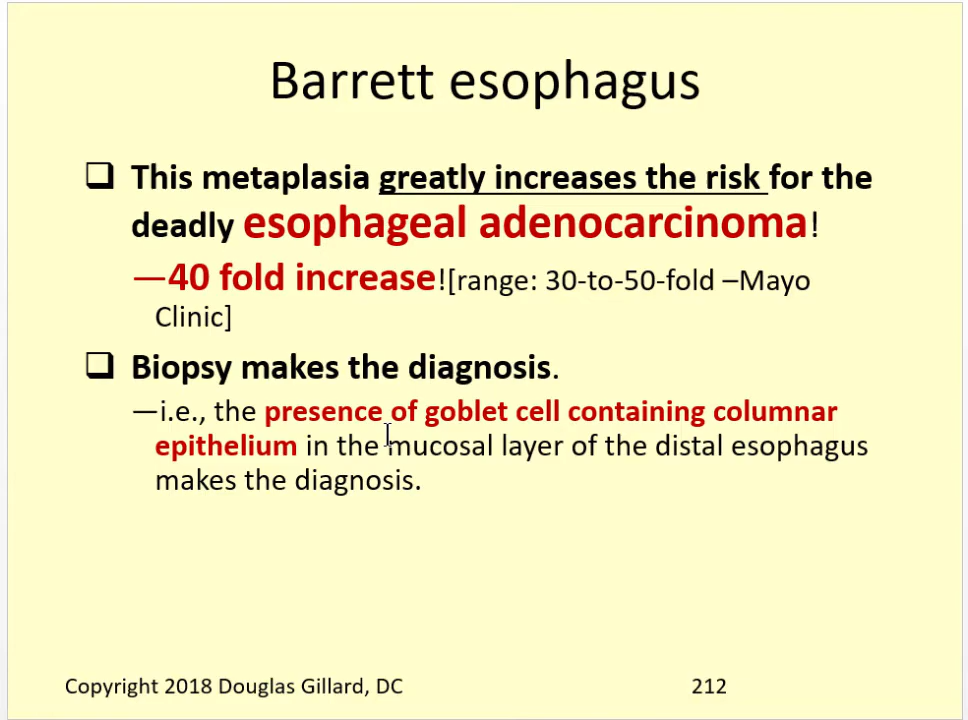 Barrett esophagus
❑ This metaplasia greatly increases the risk for the
deadly esophageal adenocarcinoma!
—40 fold increase![range: 30-to-50-fold –Mayo
Clinic]
❑ Biopsy makes the diagnosis.
—i.e., the presence of goblet cell containing columnar
epithelium in the mucosal layer of the distal esophagus
makes the diagnosis.
Copyright 2018 Douglas Gillard, DC 212